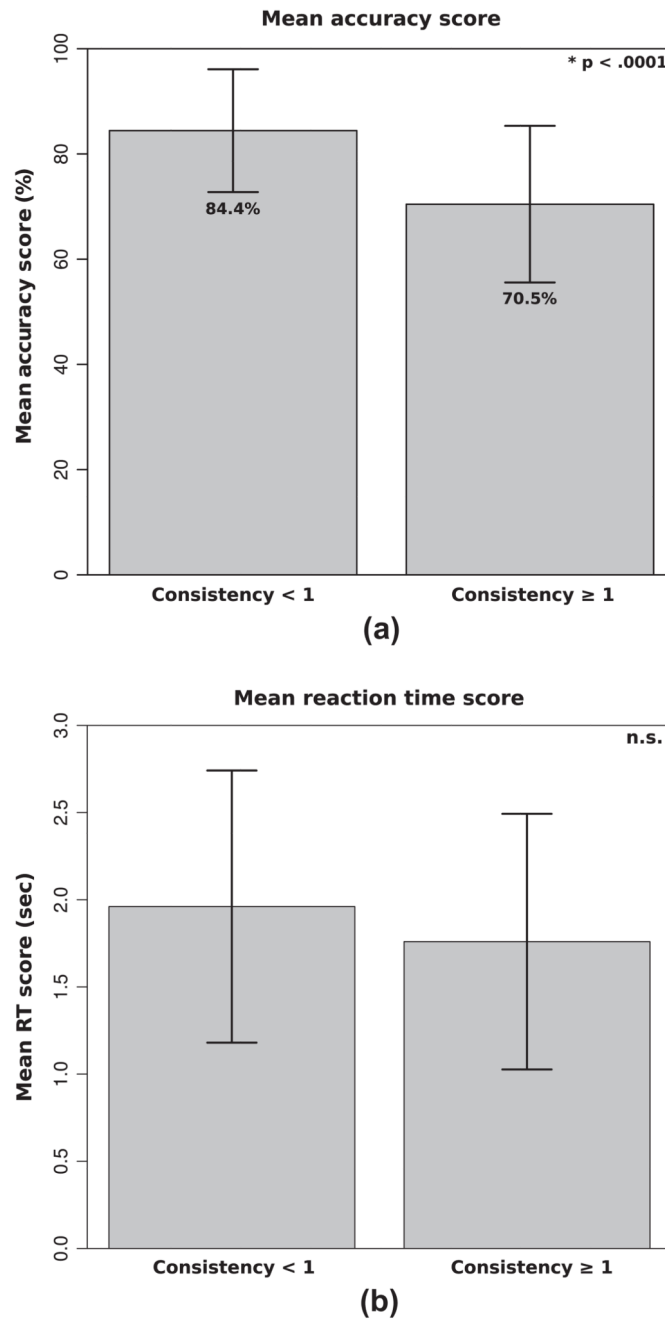 Mean accuracy score
* p < .0001
100
80
60
40
20
0
Mean accuracy score (%)
84.4%
70.5%
Consistency < 1
Consistency ≥ 1
(a)
Mean reaction time score
n.s.
3.0
2.5
2.0
1.5
1.0
0.5
0.0
Mean RT score (sec)
Consistency < 1
Consistency ≥ 1
(b)